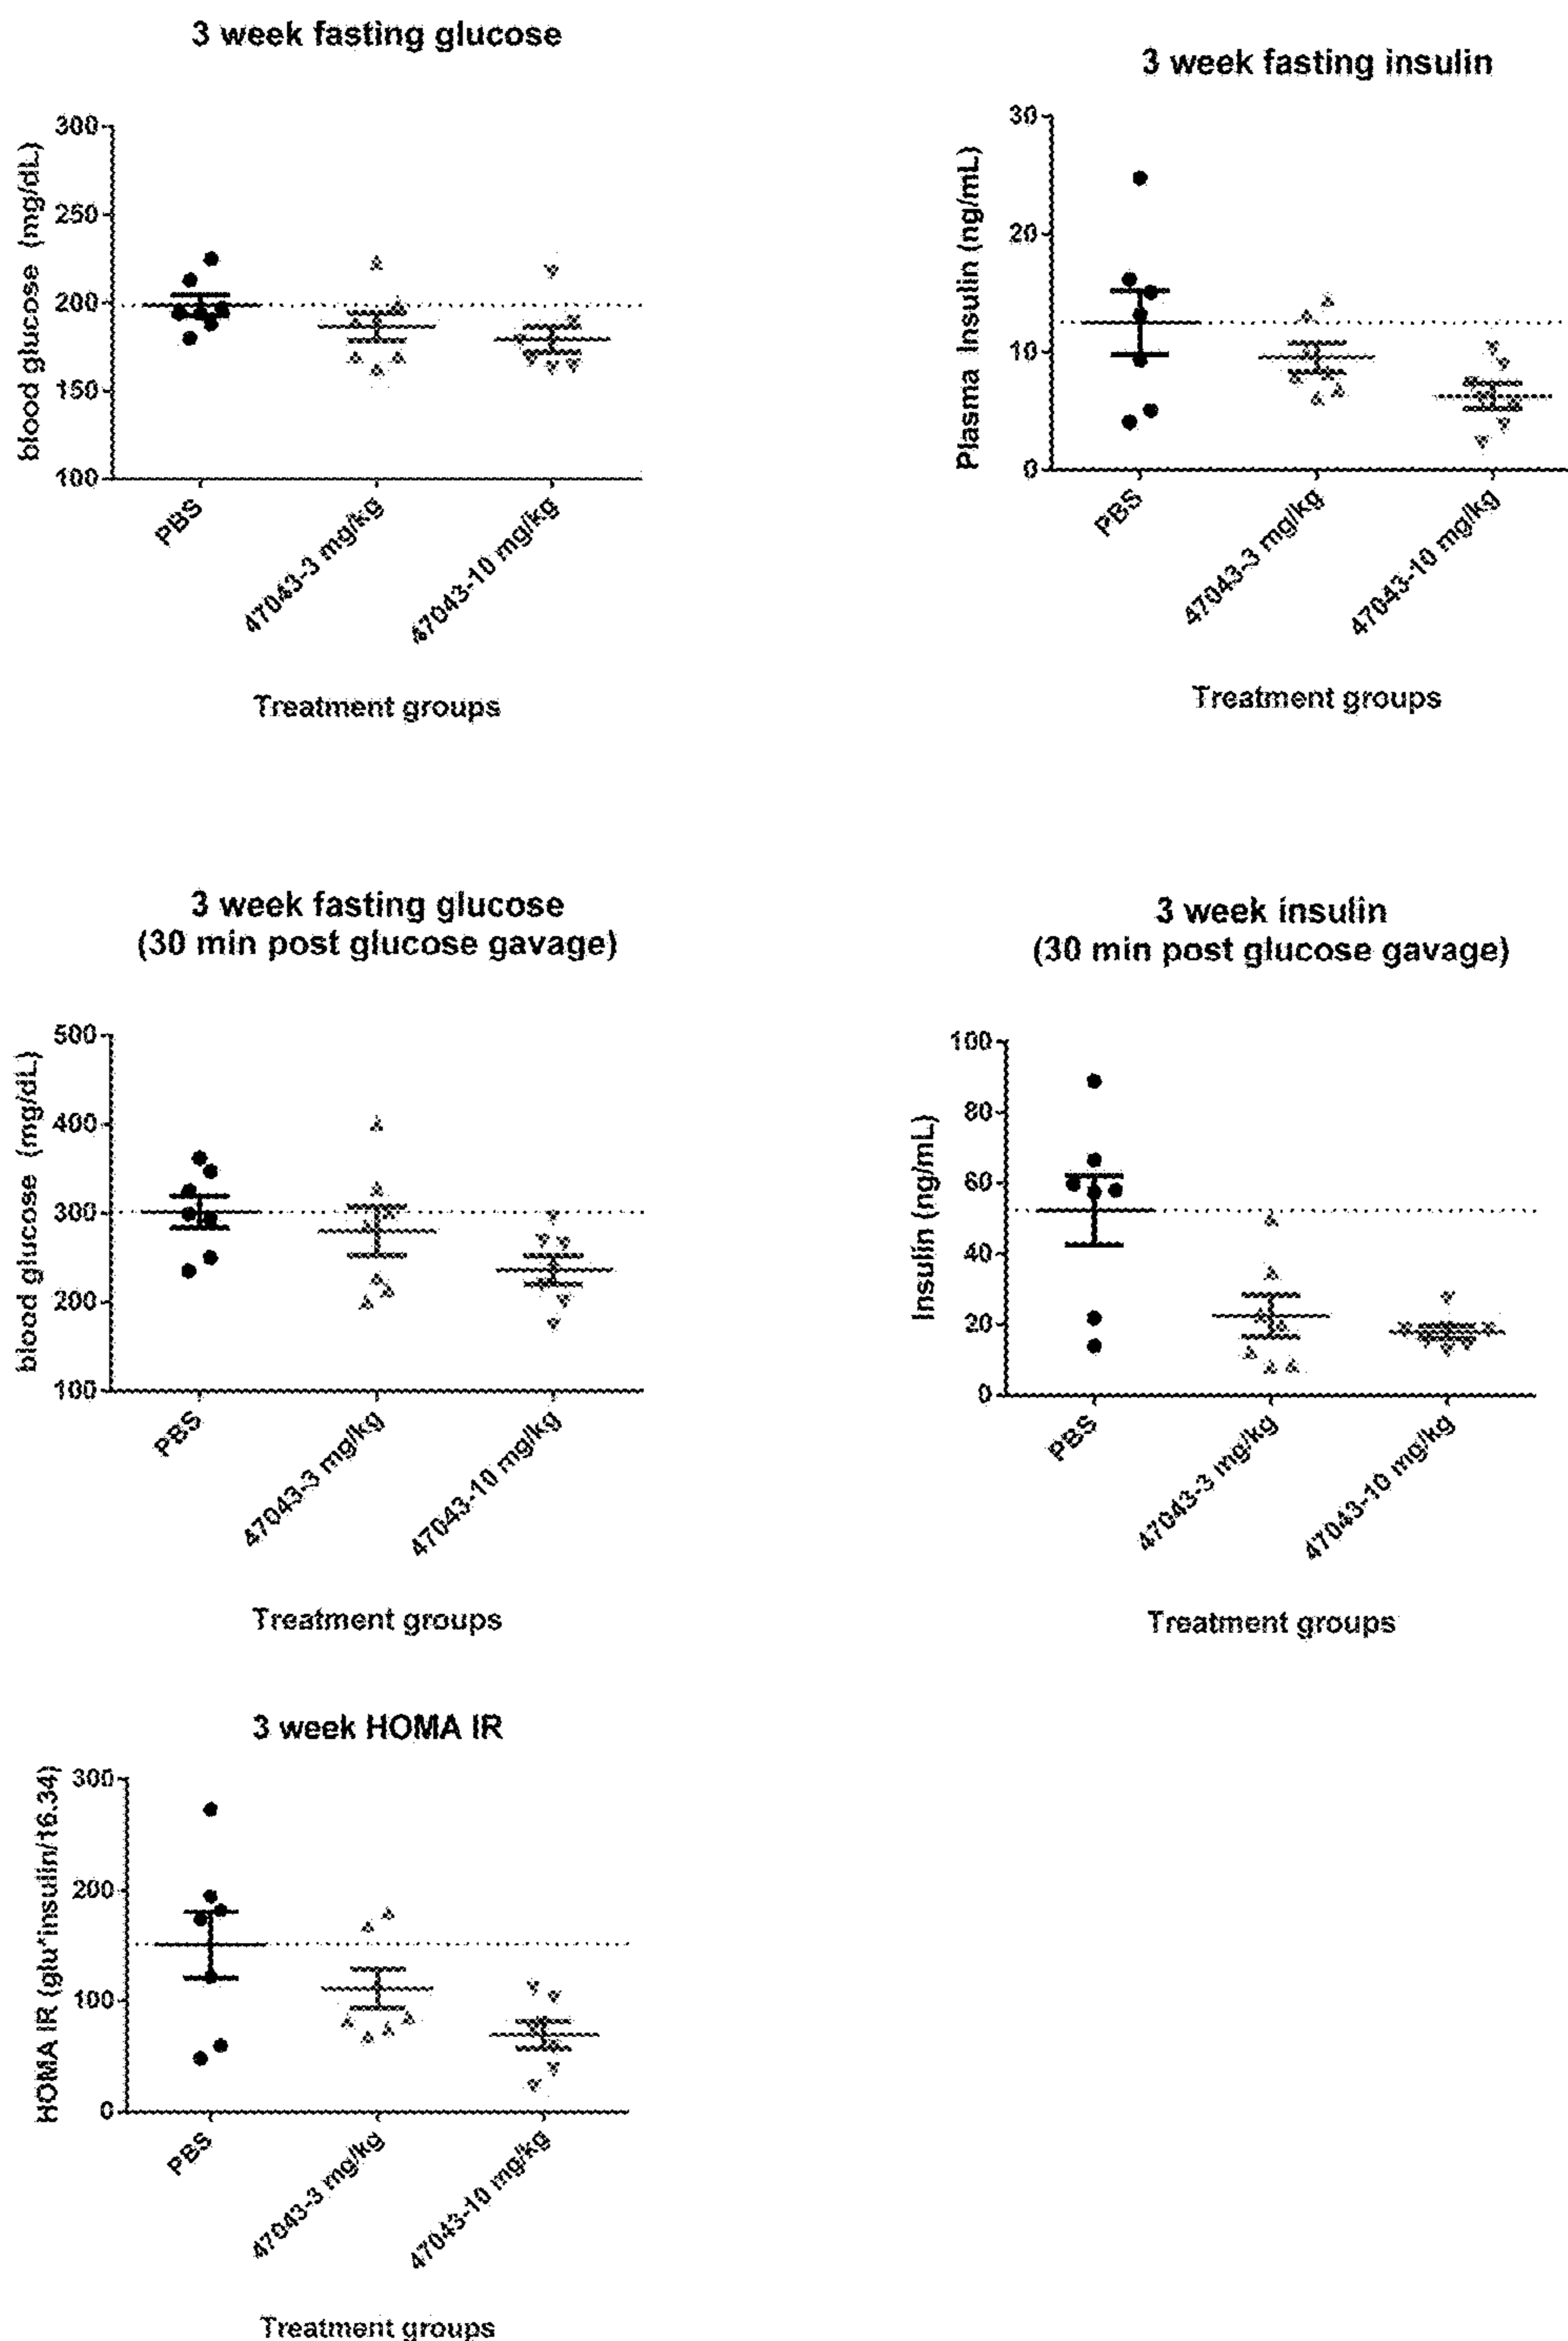 3 week fasting glucose
blood glucose (mg/dL)
300
250
200
150
100
PBS
47043-3 mg/kg
47043-10 mg/kg
Treatment groups
3 week fasting insulin
Plasma Insulin (ng/mL)
30
20
10
0
PBS
47043-3 mg/kg
47043-10 mg/kg
Treatment groups
3 week fasting glucose
(30 min post glucose gavage)
blood glucose (mg/dL)
500
400
300
200
100
PBS
47043-3 mg/kg
47043-10 mg/kg
Treatment groups
3 week insulin
(30 min post glucose gavage)
Insulin (ng/mL)
100
80
60
40
20
0
PBS
47043-3 mg/kg
47043-10 mg/kg
Treatment groups
3 week HOMA IR
HOMA IR (glu*insulin/16.34)
300
200
100
0
PBS
47043-3 mg/kg
47043-10 mg/kg
Treatment groups